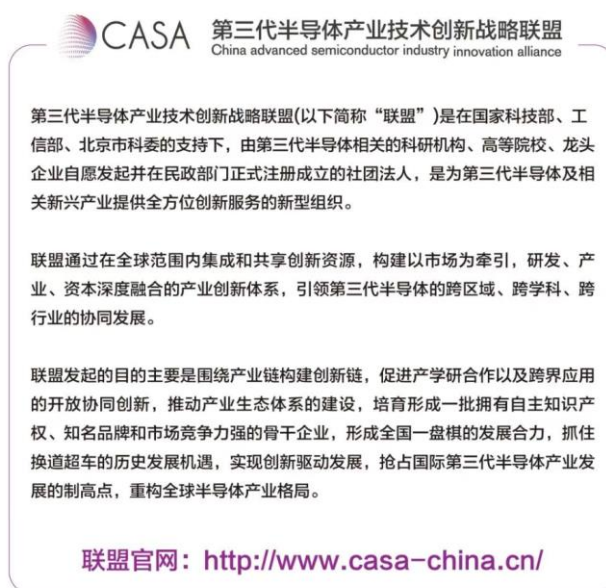 CASA 第三代半导体产业技术创新战略联盟
China advanced semiconductor industry innovation alliance
第三代半导体产业技术创新战略联盟(以下简称“联盟”)是在国家科技部、工
信部、北京市科委的支持下，由第三代半导体相关的科研机构、高等院校、龙头
企业自愿发起并在民政部门正式注册成立的社团法人，是为第三代半导体及相
关新兴产业提供全方位创新服务的新型组织。
联盟通过在全球范围内集成和共享创新资源，构建以市场为牵引，研发、产
业、资本深度融合的产业创新体系，引领第三代半导体的跨区域、跨学科、跨
行业的协同发展。
联盟发起的目的主要是围绕产业链构建创新链，促进产学研合作以及跨界应用
的开放协同创新，推动产业生态体系的建设，培育形成一批拥有自主知识产
权、知名品牌和市场竞争力强的骨干企业，形成全国一盘棋的发展合力，抓住
换道超车的历史发展机遇，实现创新驱动发展，抢占国际第三代半导体产业发
展的制高点，重构全球半导体产业格局。
联盟官网：http://www.casa-china.cn/